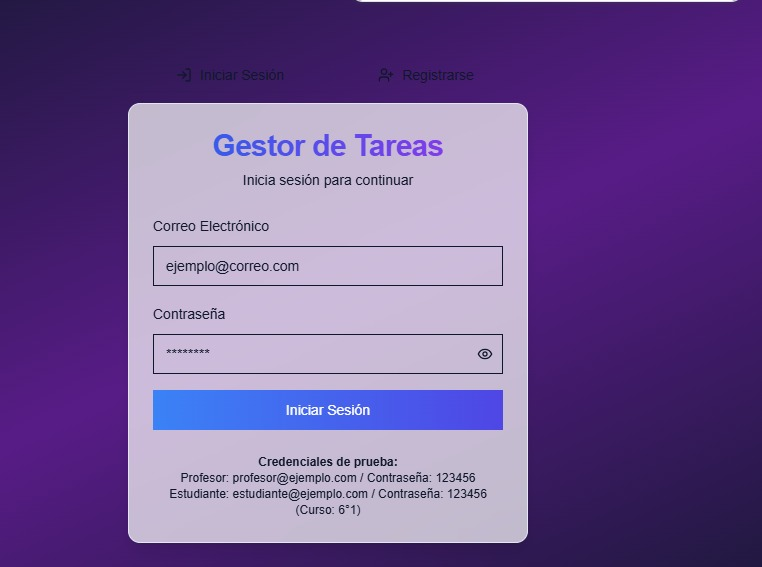 Iniciar Sesión Registrarse
Gestor de Tareas
Inicia sesión para continuar
Correo Electrónico
ejemplo@correo.com
Contraseña
********
Iniciar Sesión
Credenciales de prueba:
Profesor: profesor@ejemplo.com / Contraseña: 123456
Estudiante: estudiante@ejemplo.com / Contraseña: 123456
(Curso: 6°1)